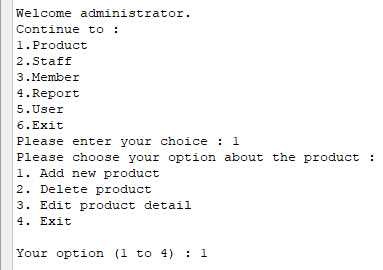 Welcome administrator.
Continue to :
1.Product
2.Staff
3.Member
4.Report
5.User
6.Exit
Please enter your choice : 1
Please choose your option about the product :
1. Add new product
2. Delete product
3. Edit product detail
4. Exit
Your option (1 to 4) : 1